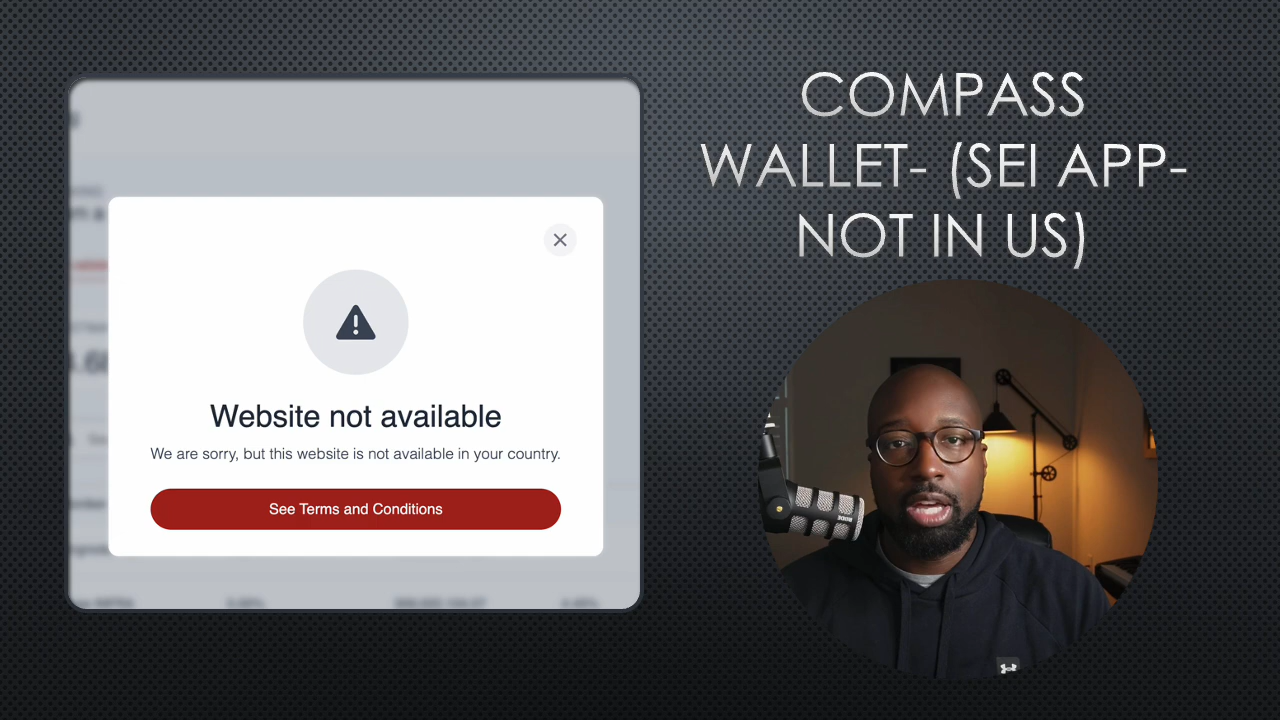 COMPASS
WALLET- (SEI APP-
NOT IN US)
Website not available
We are sorry, but this website is not available in your country.
See Terms and Conditions